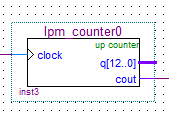 lpm_counter0
up counter
clock
q[12..0]
cout
inst3